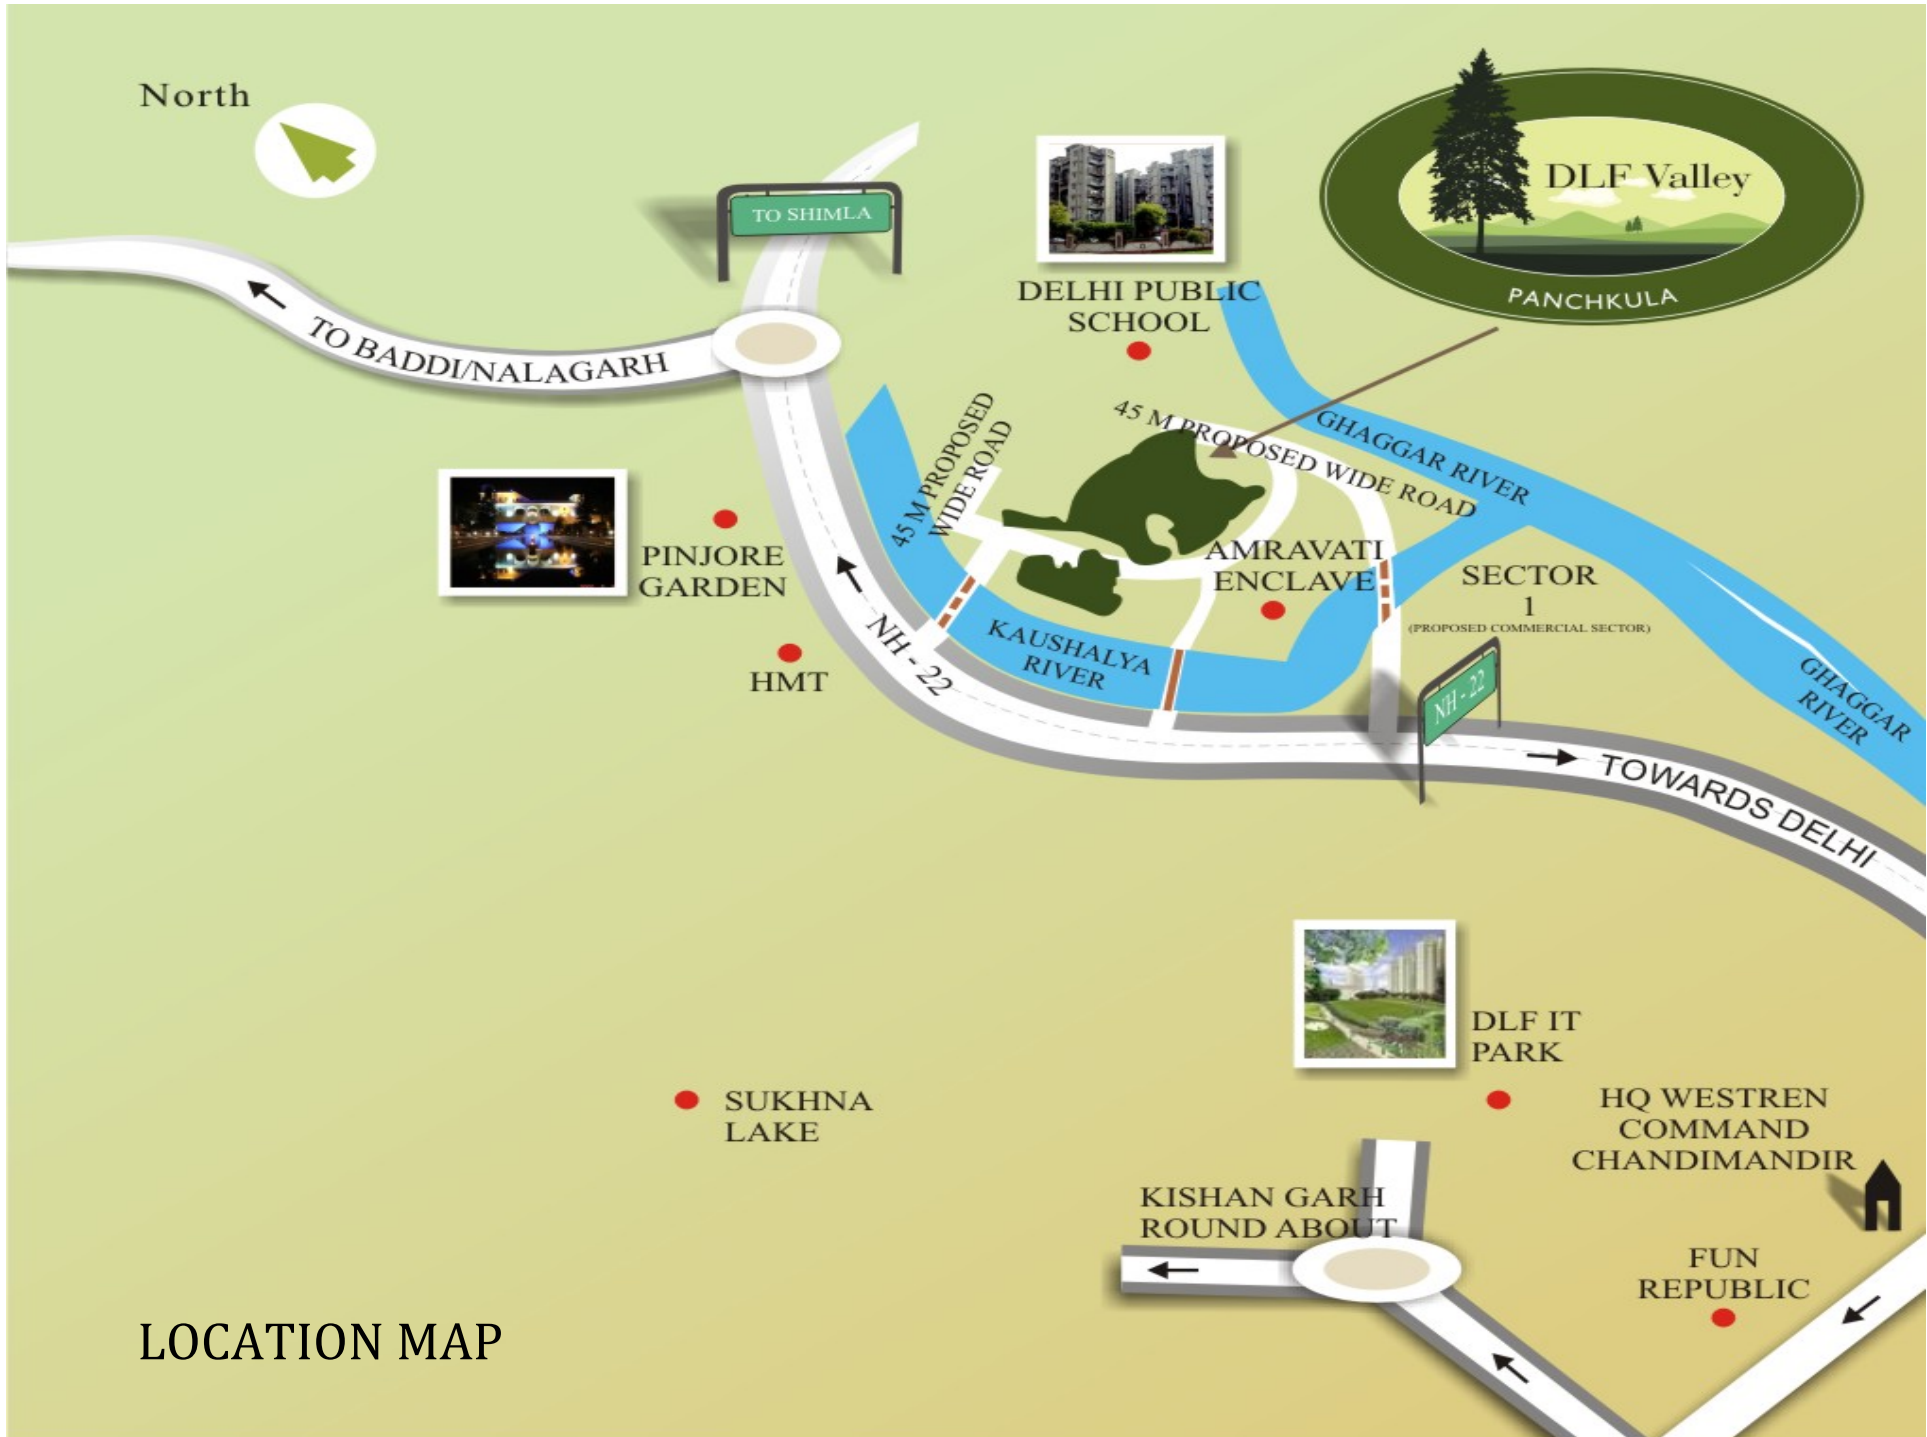 North
DLF Valley
PANCHKULA
TO SHIMLA
DELHI PUBLIC
SCHOOL
TO BADDI/NALAGARH
45 M PROPOSED
WIDE ROAD
45 M PROPOSED WIDE ROAD
GHAGGAR RIVER
PINJORE
GARDEN
AMRAVATI
ENCLAVE
SECTOR
1
(PROPOSED COMMERCIAL SECTOR)
NH - 22
KAUSHALYA
RIVER
HMT
NH - 22
GHAGGAR
RIVER
TOWARDS DELHI
DLF IT
PARK
SUKHNA
LAKE
HQ WESTREN
COMMAND
CHANDIMANDIR
KISHAN GARH
ROUND ABOUT
FUN
REPUBLIC
LOCATION MAP